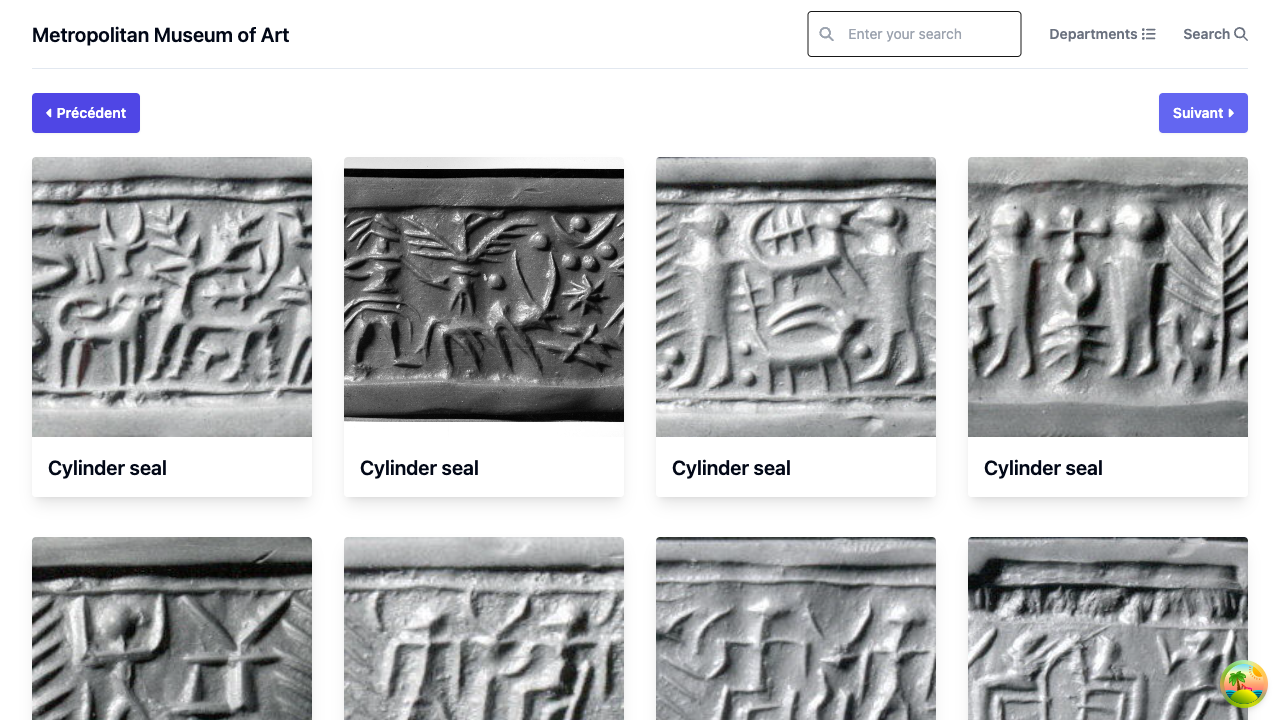 Metropolitan Museum of Art
Enter your search
Departments
Search
Précédent
Suivant
Cylinder seal
Cylinder seal
Cylinder seal
Cylinder seal